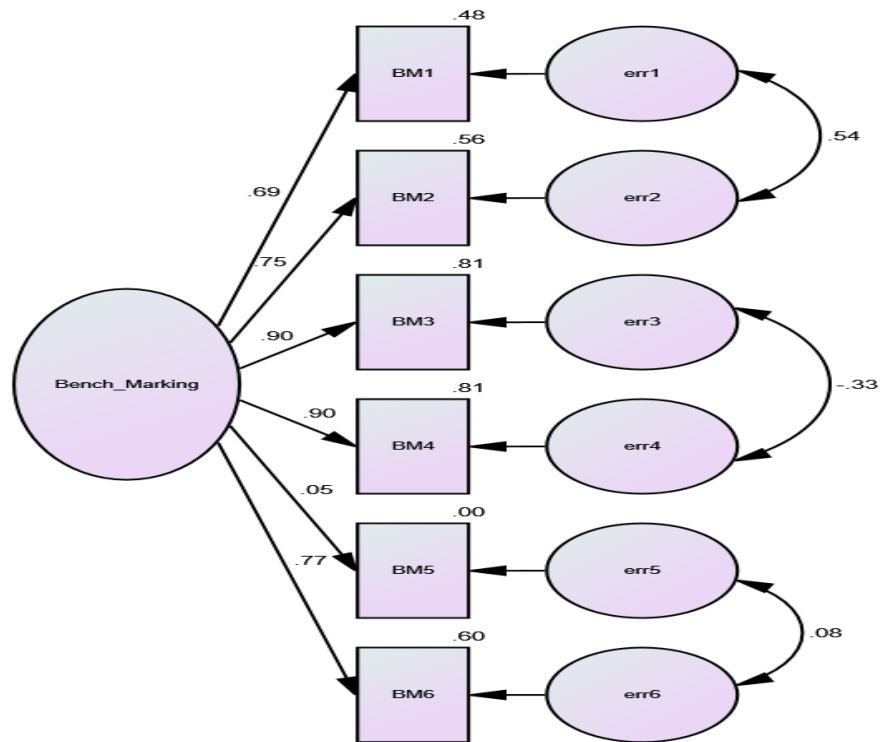 .48
BM1
err1
.54
.69
.56
BM2
err2
.75
.81
BM3
err3
.90
Bench_Marking
.81
-.33
.90
BM4
err4
.05
.00
BM5
err5
.77
.08
.60
BM6
err6